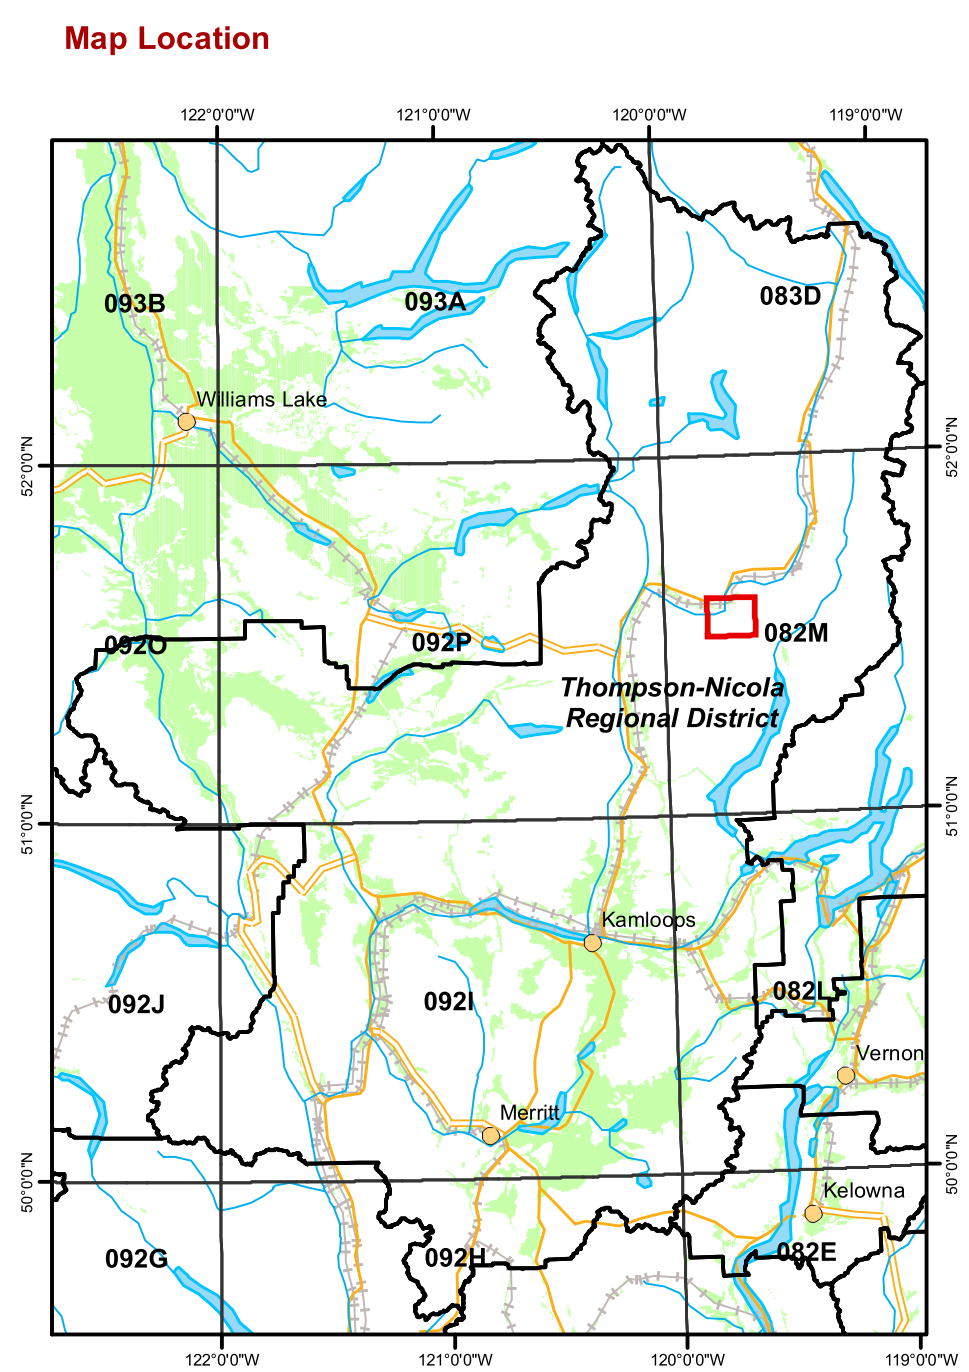 Map Location
122°0'0"W
121°0'0"W
120°0'0"W
119°0'0"W
093B
093A
083D
Williams Lake
52°0'0"N
52°0'0"N
092O
092P
082M
Thompson-Nicola
Regional District
51°0'0"N
51°0'0"N
Kamloops
092J
092I
082L
Vernon
Merritt
50°0'0"N
50°0'0"N
Kelowna
092G
092H
082E
122°0'0"W
121°0'0"W
120°0'0"W
119°0'0"W